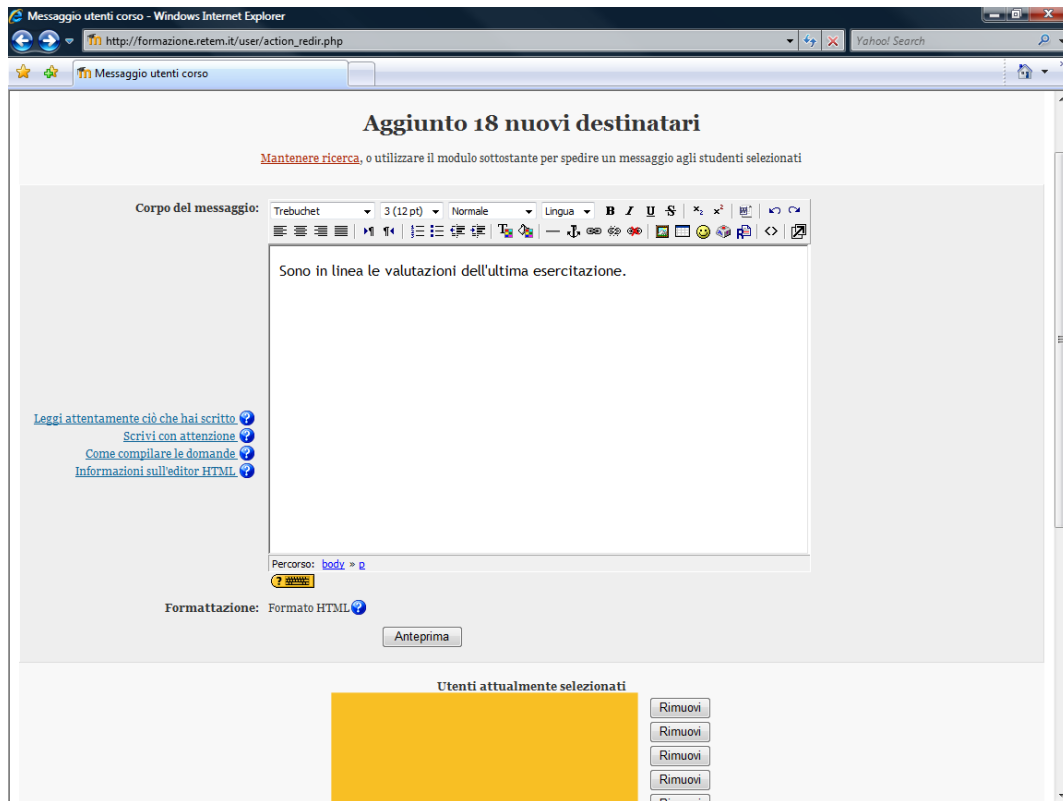 Messaggio utenti corso - Windows Internet Explorer
http://formazione.retem.it/user/action_redir.php
Yahoo! Search
Messaggio utenti corso
Aggiunto 18 nuovi destinatari
Mantenere ricerca, o utilizzare il modulo sottostante per spedire un messaggio agli studenti selezionati
Corpo del messaggio:
Trebuchet 3 (12 pt) Normale Lingua B I U S x₂ x²
Sono in linea le valutazioni dell'ultima esercitazione.
Leggi attentamente ciò che hai scritto ?
Scrivi con attenzione ?
Come compilare le domande ?
Informazioni sull'editor HTML ?
Percorso: body » p
?
Formattazione: Formato HTML ?
Anteprima
Utenti attualmente selezionati
Rimuovi
Rimuovi
Rimuovi
Rimuovi